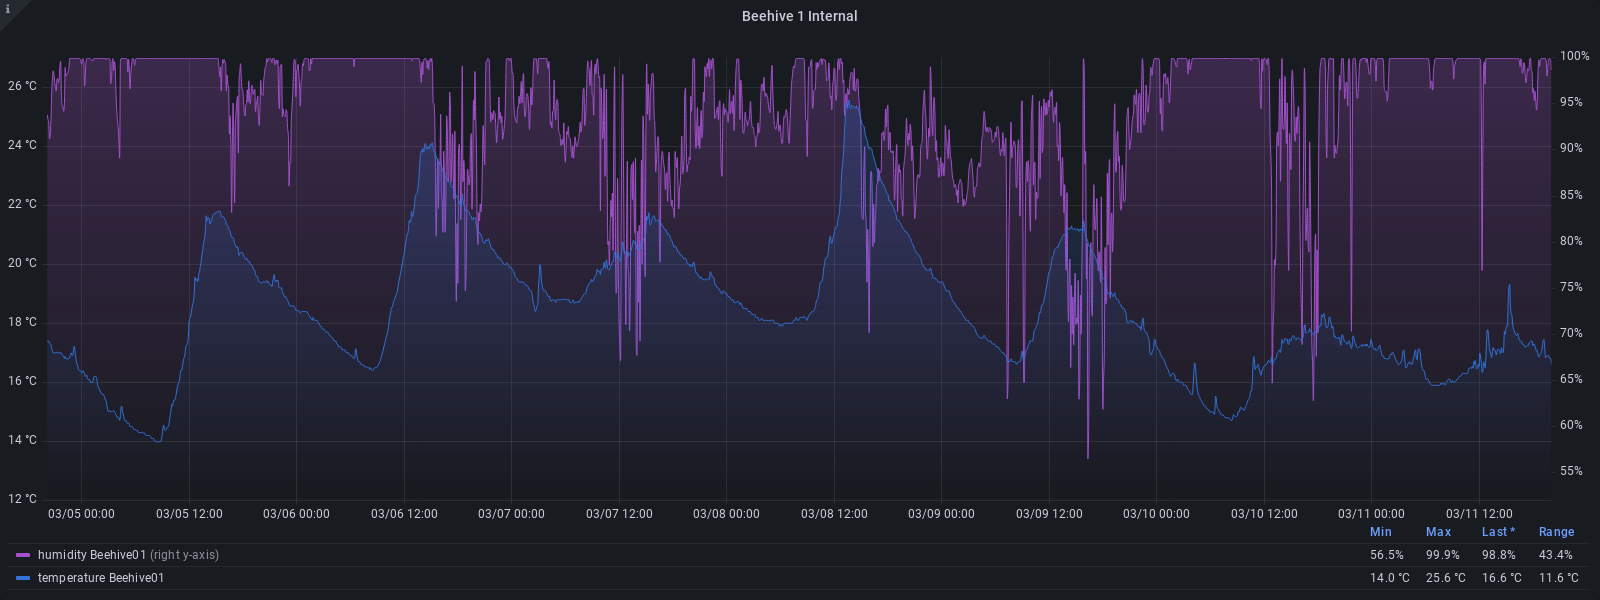 i
Beehive 1 Internal
26 °C
24 °C
22 °C
20 °C
18 °C
16 °C
14 °C
12 °C
100%
95%
90%
85%
80%
75%
70%
65%
60%
55%
03/05 00:00 03/05 12:00 03/06 00:00 03/06 12:00 03/07 00:00 03/07 12:00 03/08 00:00 03/08 12:00 03/09 00:00 03/09 12:00 03/10 00:00 03/10 12:00 03/11 00:00 03/11 12:00
Min Max Last * Range
humidity Beehive01 (right y-axis) 56.5% 99.9% 98.8% 43.4%
temperature Beehive01 14.0 °C 25.6 °C 16.6 °C 11.6 °C